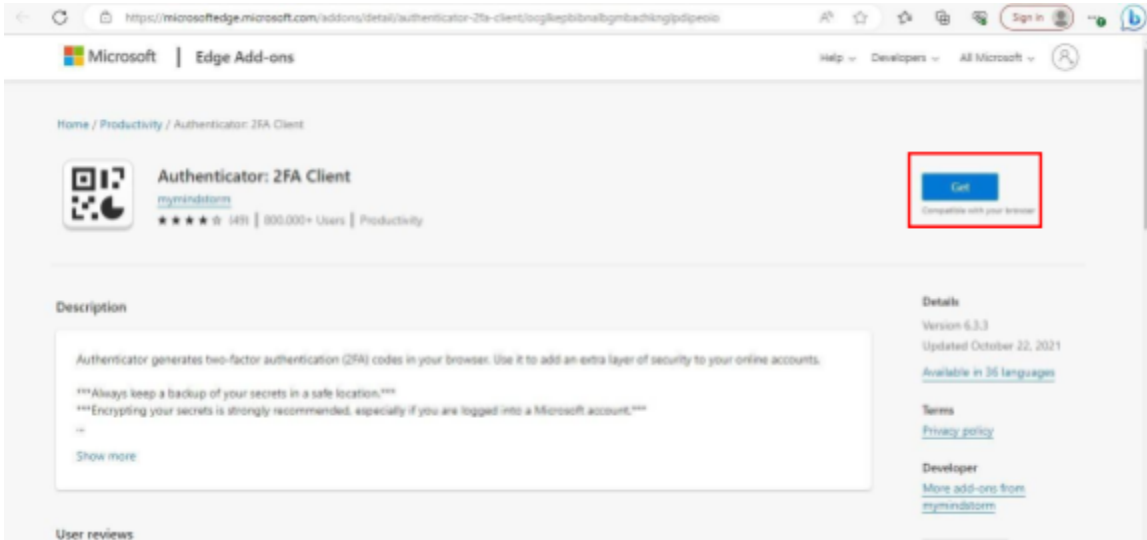 https://microsoftedge.microsoft.com/addons/detail/authenticator-2fa-client/ocglkepbibnalbgmbachknglpdipeoio
Sign in
Microsoft | Edge Add-ons
Help
Developers
All Microsoft
Home / Productivity / Authenticator: 2FA Client
Authenticator: 2FA Client
mymindstorm
(49) | 800,000+ Users | Productivity
Get
Compatible with your browser
Description
Authenticator generates two-factor authentication (2FA) codes in your browser. Use it to add an extra layer of security to your online accounts.
***Always keep a backup of your secrets in a safe location.***
***Encrypting your secrets is strongly recommended, especially if you are logged into a Microsoft account.***
...
Show more
Details
Version 6.3.3
Updated October 22, 2021
Available in 36 languages
Terms
Privacy policy
Developer
More add-ons from
mymindstorm
User reviews